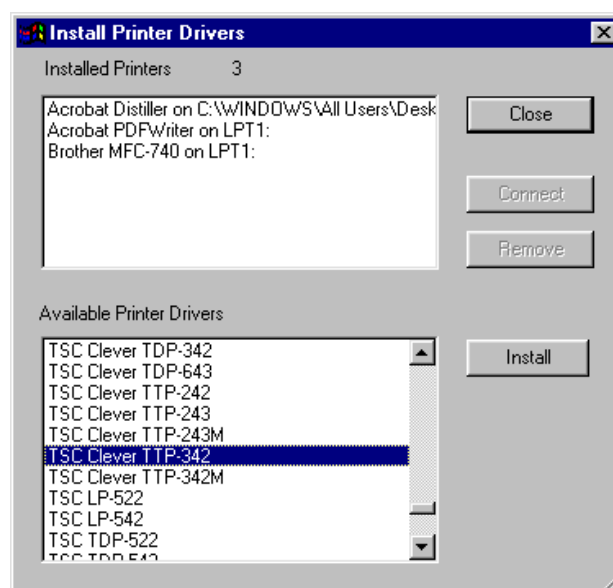 Install Printer Drivers
Installed Printers 3
Acrobat Distiller on C:\WINDOWS\All Users\Desk
Acrobat PDFWriter on LPT1:
Brother MFC-740 on LPT1:
Close
Connect
Remove
Available Printer Drivers
TSC Clever TDP-342
TSC Clever TDP-643
TSC Clever TTP-242
TSC Clever TTP-243
TSC Clever TTP-243M
TSC Clever TTP-342
TSC Clever TTP-342M
TSC LP-522
TSC LP-542
TSC TDP-522
TSC TDP-542
Install